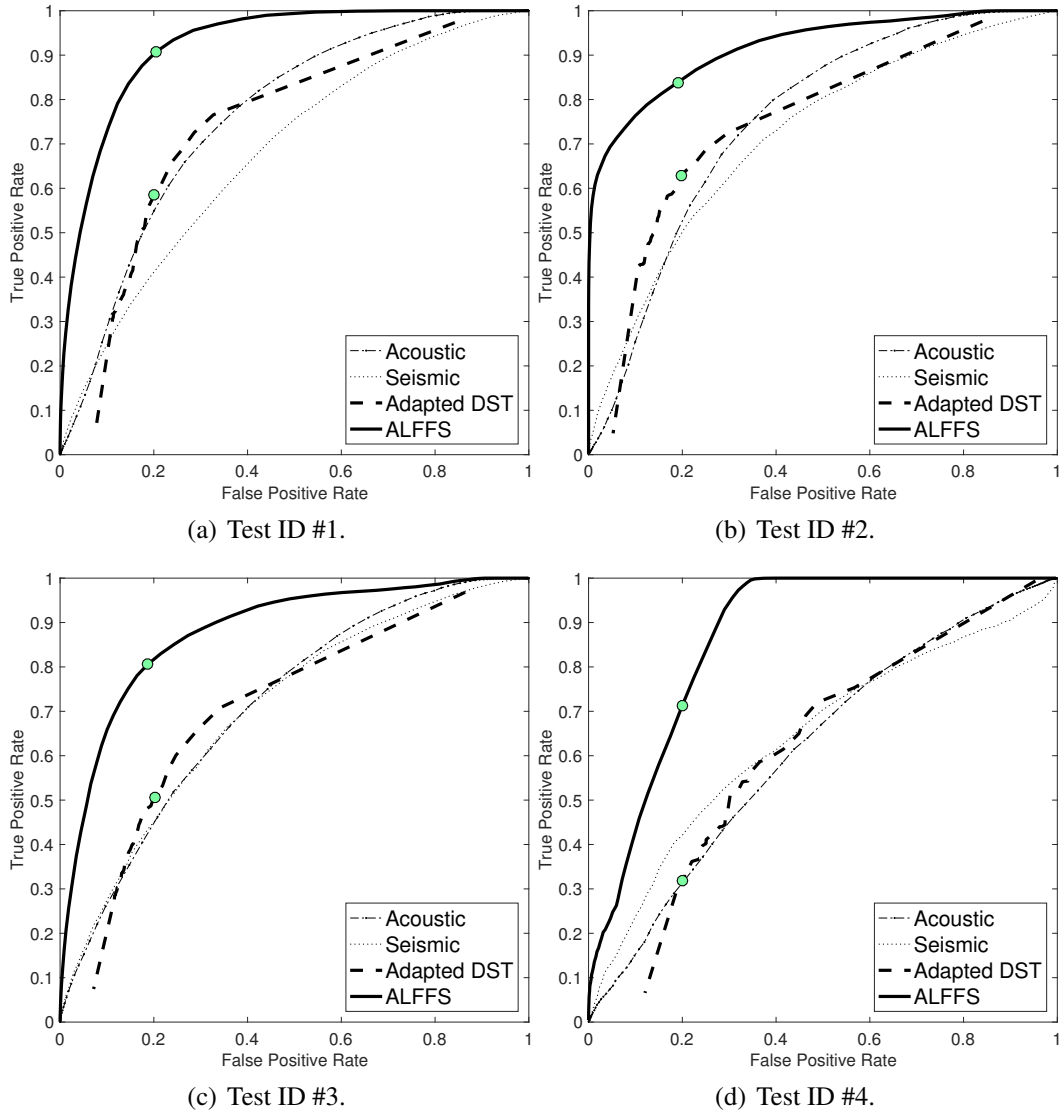 1
0.9
0.8
0.7
0.6
0.5
0.4
0.3
0.2
0.1
0
True Positive Rate
Acoustic
Seismic
Adapted DST
ALFFS
0 0.2 0.4 0.6 0.8 1
False Positive Rate
(a) Test ID #1.
1
0.9
0.8
0.7
0.6
0.5
0.4
0.3
0.2
0.1
0
True Positive Rate
Acoustic
Seismic
Adapted DST
ALFFS
0 0.2 0.4 0.6 0.8 1
False Positive Rate
(b) Test ID #2.
1
0.9
0.8
0.7
0.6
0.5
0.4
0.3
0.2
0.1
0
True Positive Rate
Acoustic
Seismic
Adapted DST
ALFFS
0 0.2 0.4 0.6 0.8 1
False Positive Rate
(c) Test ID #3.
1
0.9
0.8
0.7
0.6
0.5
0.4
0.3
0.2
0.1
0
True Positive Rate
Acoustic
Seismic
Adapted DST
ALFFS
0 0.2 0.4 0.6 0.8 1
False Positive Rate
(d) Test ID #4.